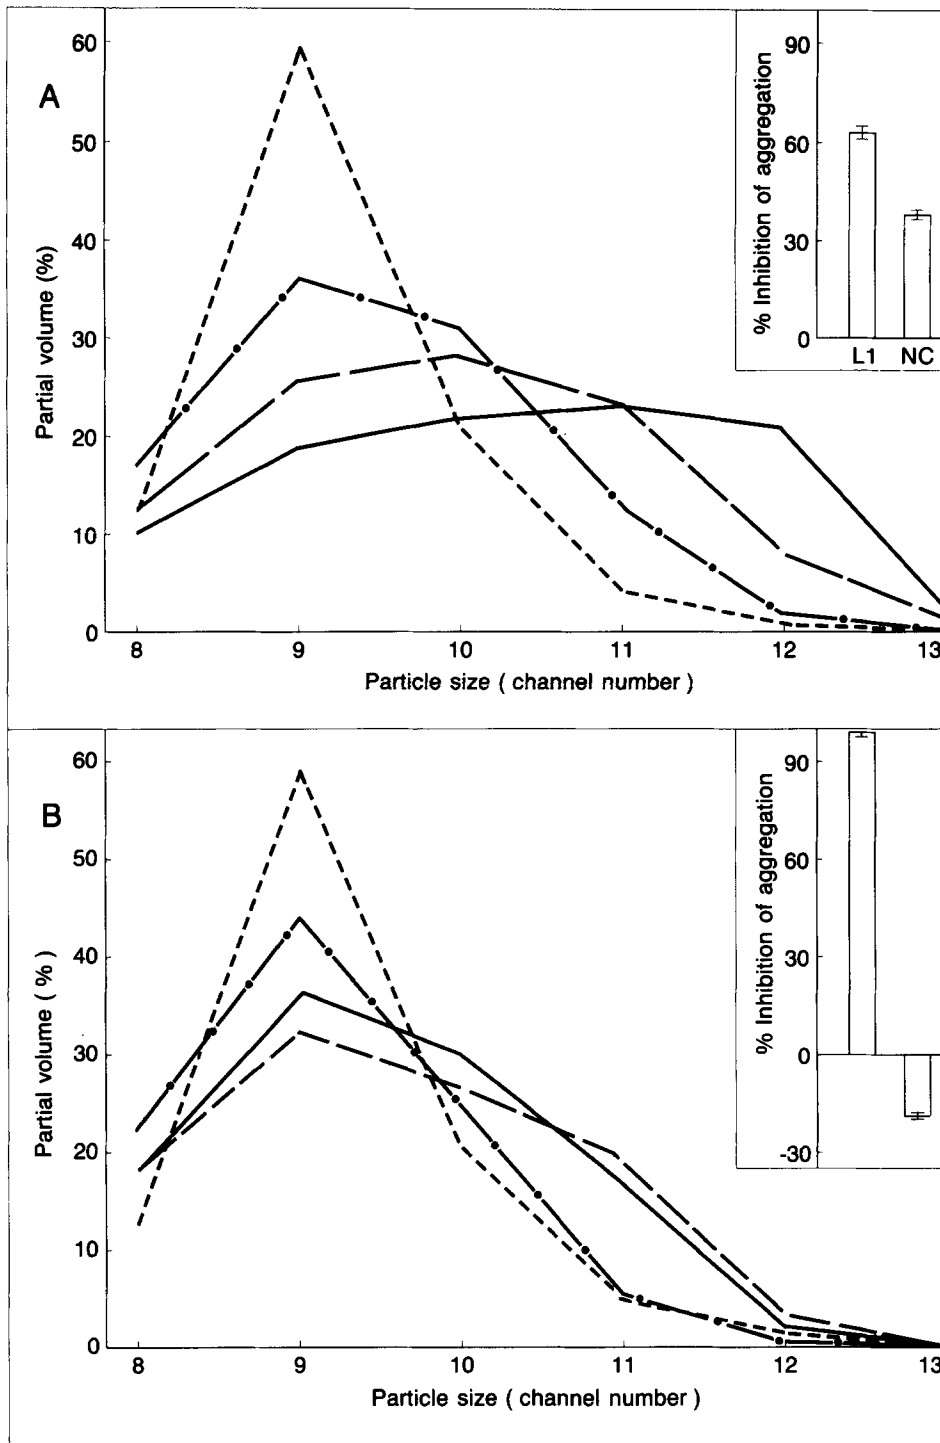 A
60
50
40
30
20
10
0
Partial volume (%)
8 9 10 11 12 13
Particle size ( channel number )
90
60
30
0
% Inhibition of aggregation
L1 NC
B
60
50
40
30
20
10
0
Partial volume ( % )
8 9 10 11 12 13
Particle size ( channel number )
90
60
30
0
-30
% Inhibition of aggregation